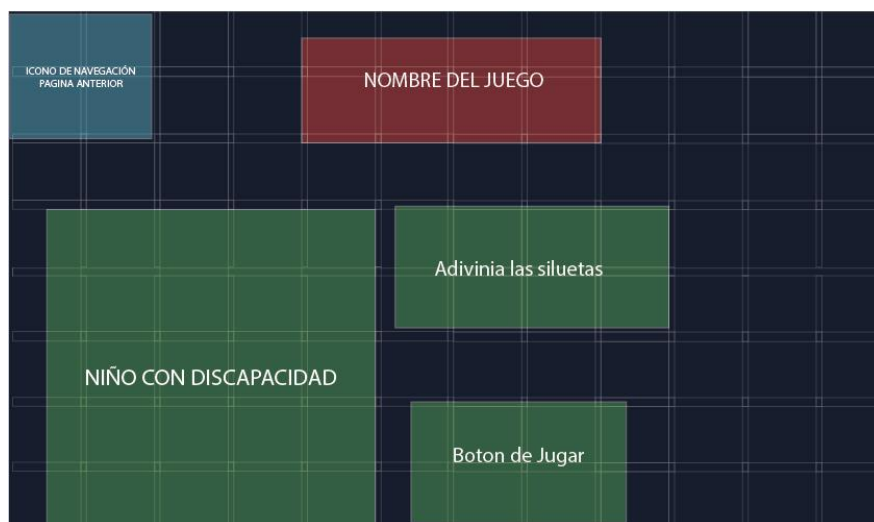 ICONO DE NAVEGACIÓN
PAGINA ANTERIOR
NOMBRE DEL JUEGO
Adivinia las siluetas
NIÑO CON DISCAPACIDAD
Boton de Jugar